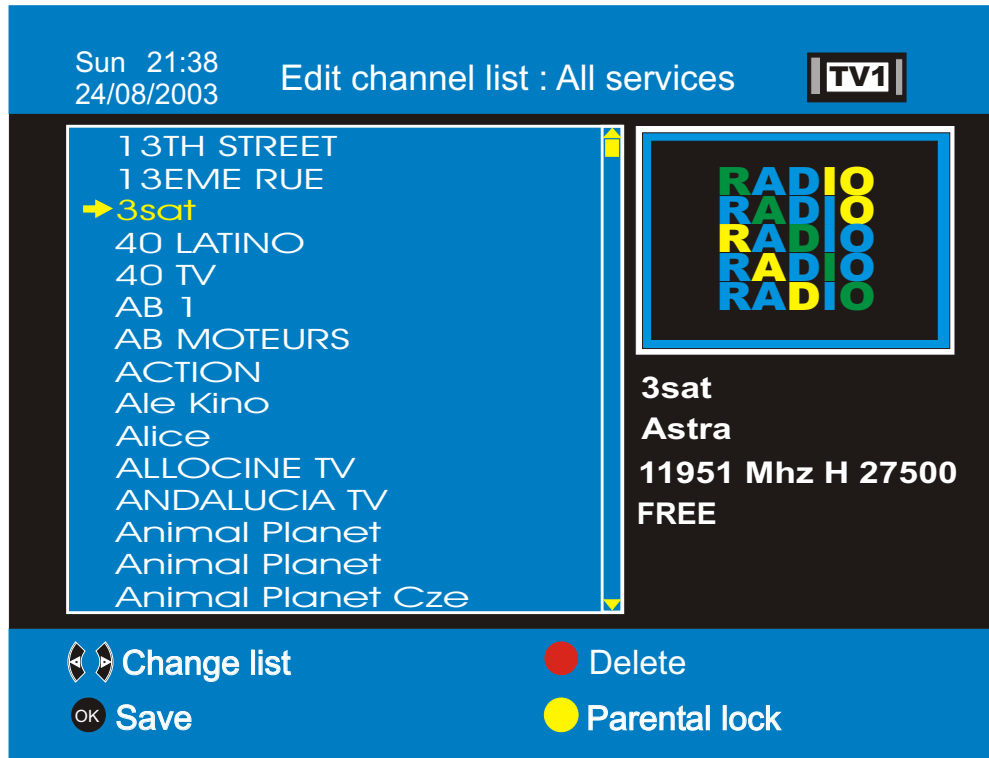 Sun 21:38
24/08/2003
Edit channel list : All services
TV1
13TH STREET
13EME RUE
3sat
40 LATINO
40 TV
AB 1
AB MOTEURS
ACTION
Ale Kino
Alice
ALLOCINE TV
ANDALUCIA TV
Animal Planet
Animal Planet
Animal Planet Cze
RADIO
RADIO
RADIO
RADIO
RADIO
3sat
Astra
11951 Mhz H 27500
FREE
Change list
Delete
OK Save
Parental lock